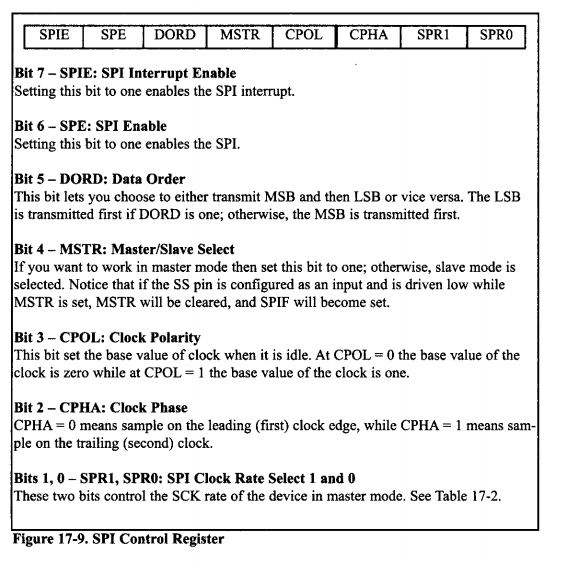 SPIE SPE DORD MSTR CPOL CPHA SPR1 SPR0
Bit 7 – SPIE: SPI Interrupt Enable
Setting this bit to one enables the SPI interrupt.
Bit 6 – SPE: SPI Enable
Setting this bit to one enables the SPI.
Bit 5 – DORD: Data Order
This bit lets you choose to either transmit MSB and then LSB or vice versa. The LSB
is transmitted first if DORD is one; otherwise, the MSB is transmitted first.
Bit 4 – MSTR: Master/Slave Select
If you want to work in master mode then set this bit to one; otherwise, slave mode is
selected. Notice that if the SS pin is configured as an input and is driven low while
MSTR is set, MSTR will be cleared, and SPIF will become set.
Bit 3 – CPOL: Clock Polarity
This bit set the base value of clock when it is idle. At CPOL = 0 the base value of the
clock is zero while at CPOL = 1 the base value of the clock is one.
Bit 2 – CPHA: Clock Phase
CPHA = 0 means sample on the leading (first) clock edge, while CPHA = 1 means sam-
ple on the trailing (second) clock.
Bits 1, 0 – SPR1, SPR0: SPI Clock Rate Select 1 and 0
These two bits control the SCK rate of the device in master mode. See Table 17-2.
Figure 17-9. SPI Control Register